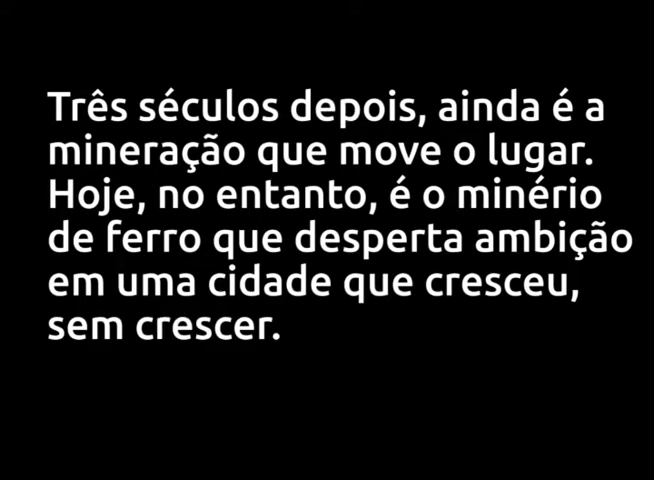 Três séculos depois, ainda é a
mineração que move o lugar.
Hoje, no entanto, é o minério
de ferro que desperta ambição
em uma cidade que cresceu,
sem crescer.